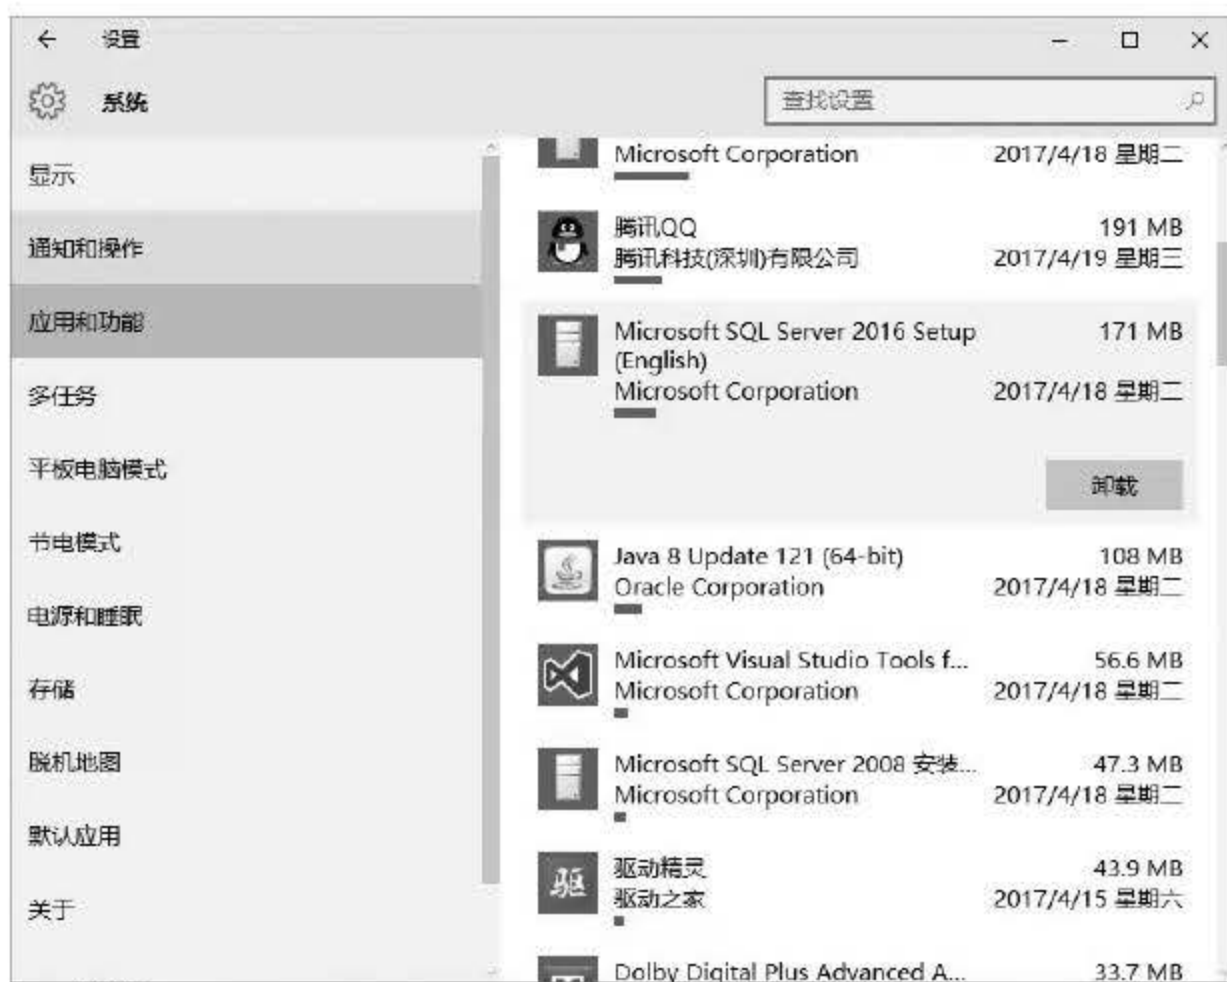 设置
系统
查找设置
显示
通知和操作
应用和功能
多任务
平板电脑模式
节电模式
电源和睡眠
存储
脱机地图
默认应用
关于
Microsoft Corporation 2017/4/18 星期二
腾讯QQ 191 MB
腾讯科技(深圳)有限公司 2017/4/19 星期三
Microsoft SQL Server 2016 Setup 171 MB
(English)
Microsoft Corporation 2017/4/18 星期二
卸载
Java 8 Update 121 (64-bit) 108 MB
Oracle Corporation 2017/4/18 星期二
Microsoft Visual Studio Tools f... 56.6 MB
Microsoft Corporation 2017/4/18 星期二
Microsoft SQL Server 2008 安装... 47.3 MB
Microsoft Corporation 2017/4/18 星期二
驱
驱动精灵 43.9 MB
驱动之家 2017/4/15 星期六
Dolby Digital Plus Advanced A... 33.7 MB